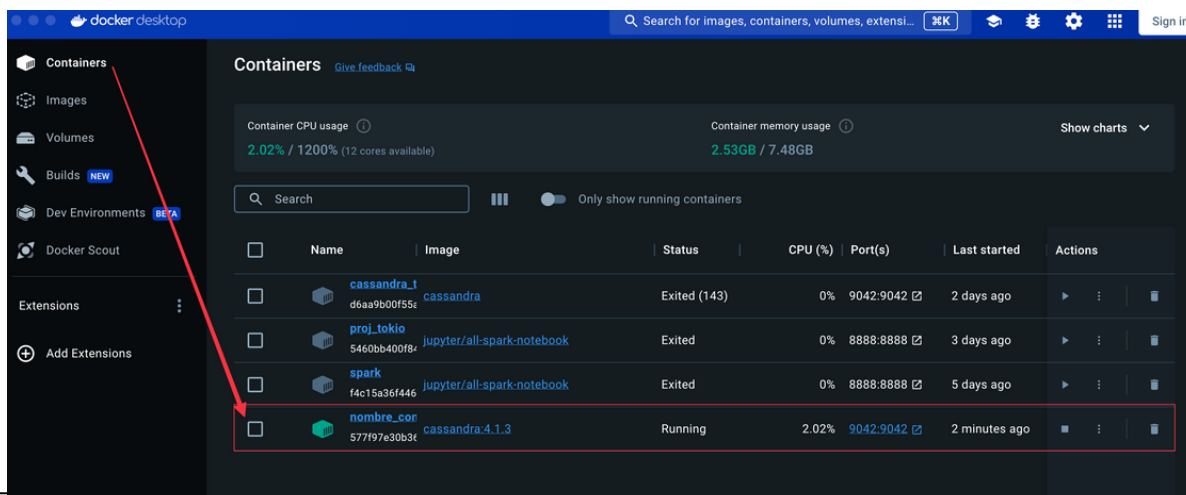 docker desktop
Search for images, containers, volumes, extensi... ⌘K
Sign in
Containers
Images
Volumes
Builds NEW
Dev Environments BETA
Docker Scout
Extensions
Add Extensions
Containers Give feedback
Container CPU usage
2.02% / 1200% (12 cores available)
Container memory usage
2.53GB / 7.48GB
Show charts
Search
Only show running containers
Name Image Status CPU (%) Port(s) Last started Actions
cassandra_t
d6aa9b00f55a cassandra Exited (143) 0% 9042:9042 2 days ago
proj_tokio
5460bb400f84 jupyter/all-spark-notebook Exited 0% 8888:8888 3 days ago
spark
f4c15a36f446 jupyter/all-spark-notebook Exited 0% 8888:8888 5 days ago
nombre_con
577f97e30b36 cassandra:4.1.3 Running 2.02% 9042:9042 2 minutes ago